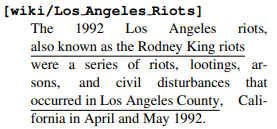 [wiki/Los_Angeles_Riots]
The 1992 Los Angeles riots,
also known as the Rodney King riots
were a series of riots, lootings, ar-
sons, and civil disturbances that
occurred in Los Angeles County, Cali-
fornia in April and May 1992.